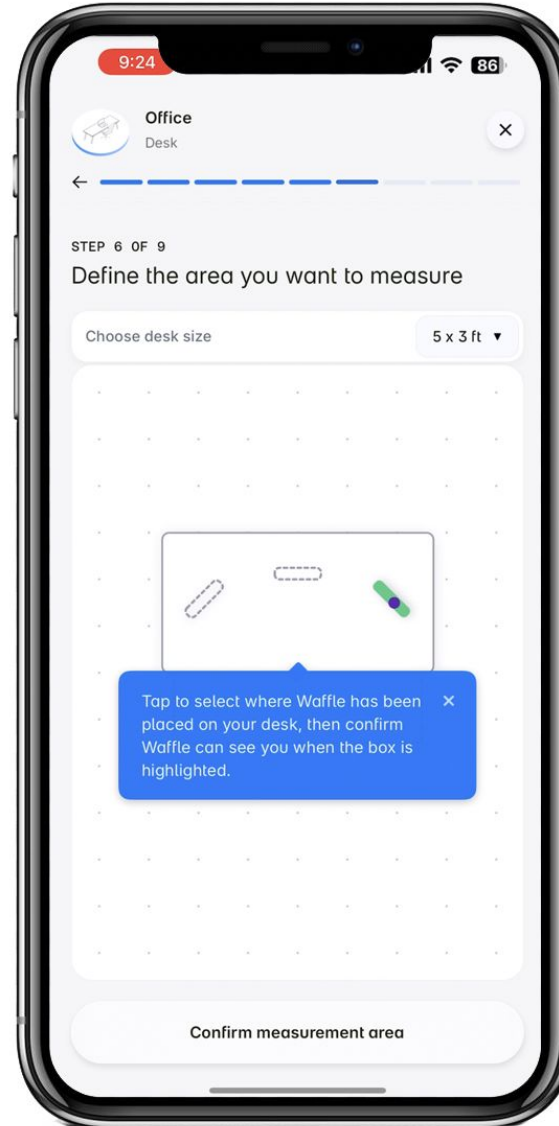 9:24
86
Office
Desk
STEP 6 OF 9
Define the area you want to measure
Choose desk size
5 x 3 ft
Tap to select where Waffle has been
placed on your desk, then confirm
Waffle can see you when the box is
highlighted.
Confirm measurement area